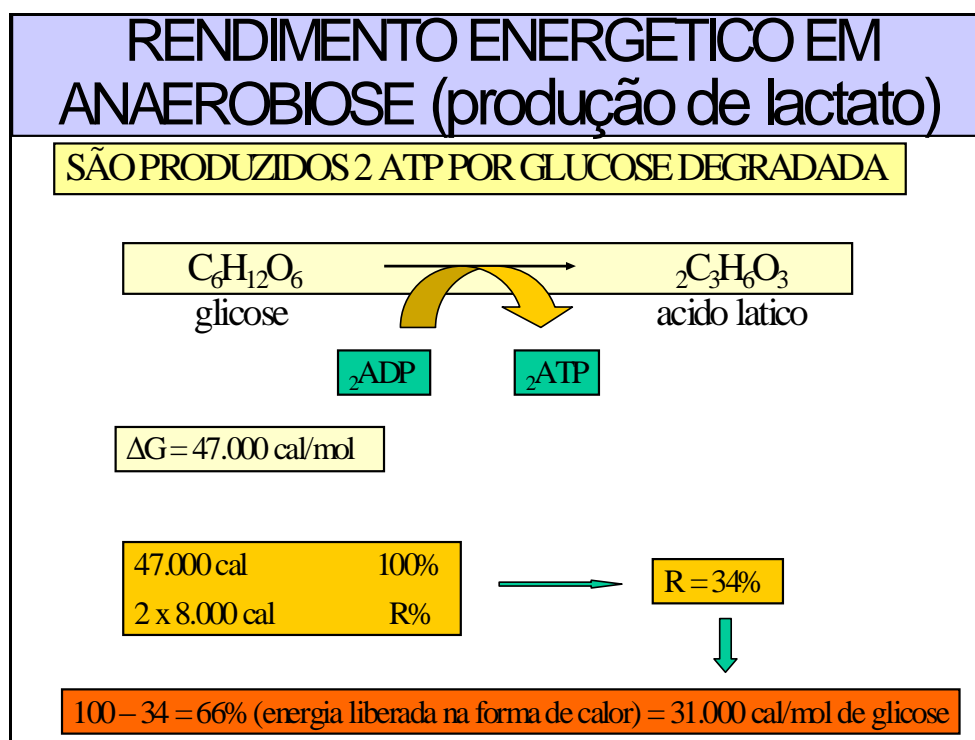 RENDIMENTO ENERGETICO EM
ANAEROBIOSE (produção de lactato)
SÃO PRODUZIDOS 2 ATP POR GLUCOSE DEGRADADA
C₆H₁₂O₆ ₂C₃H₆O₃
glicose acido latico
₂ADP ₂ATP
ΔG = 47.000 cal/mol
47.000 cal 100%
2 x 8.000 cal R%
R = 34%
100 – 34 = 66% (energia liberada na forma de calor) = 31.000 cal/mol de glicose